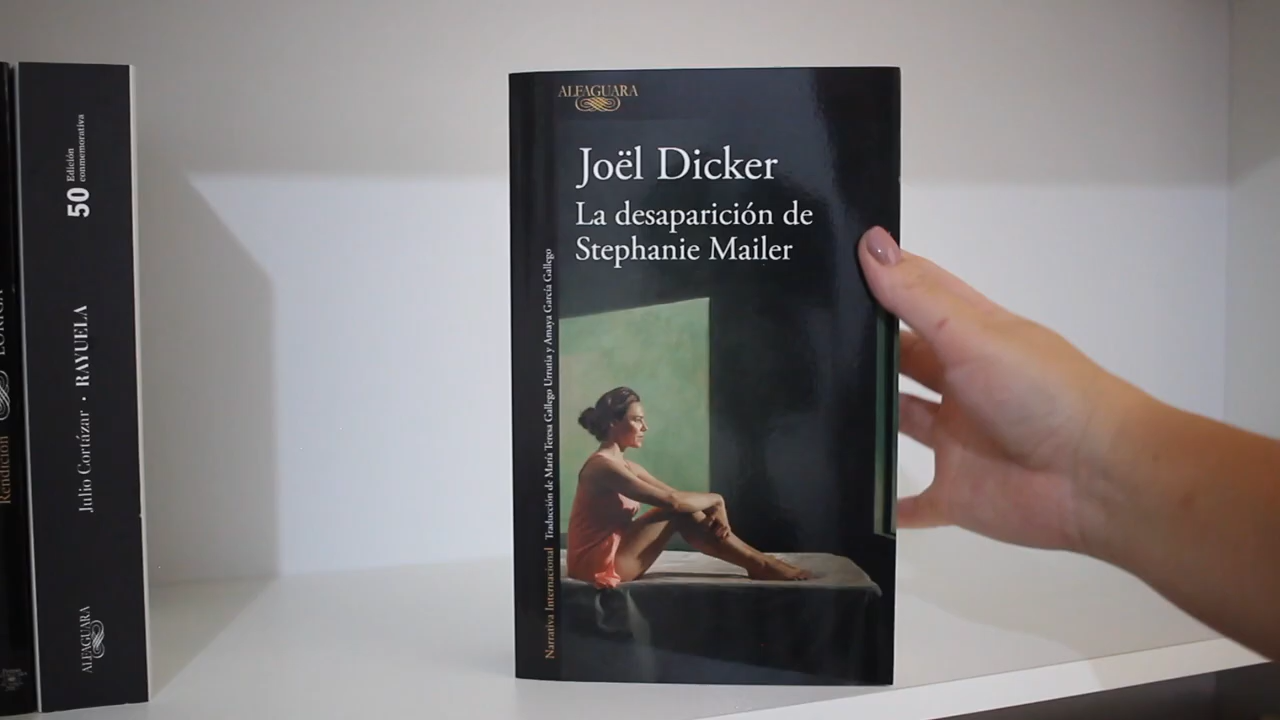 Rendición
50 Edición
conmemorativa
Julio Cortázar · RAYUELA
ALFAGUARA
ALFAGUARA
Joël Dicker
La desaparición de
Stephanie Mailer
Narrativa Internacional Traducción de María Teresa Gallego Urrutia y Amaya García Gallego